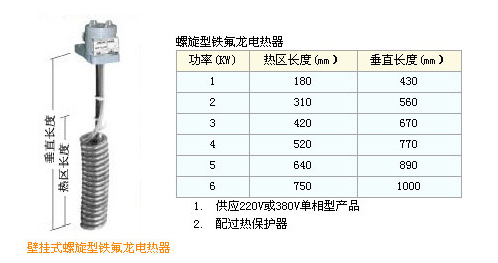 垂直长度
热区长度
壁挂式螺旋型铁氟龙电热器
螺旋型铁氟龙电热器
功率(KW) 热区长度(mm) 垂直长度(mm)
1 180 430
2 310 560
3 420 670
4 520 770
5 640 890
6 750 1000
1. 供应220V或380V单相型产品
2. 配过热保护器